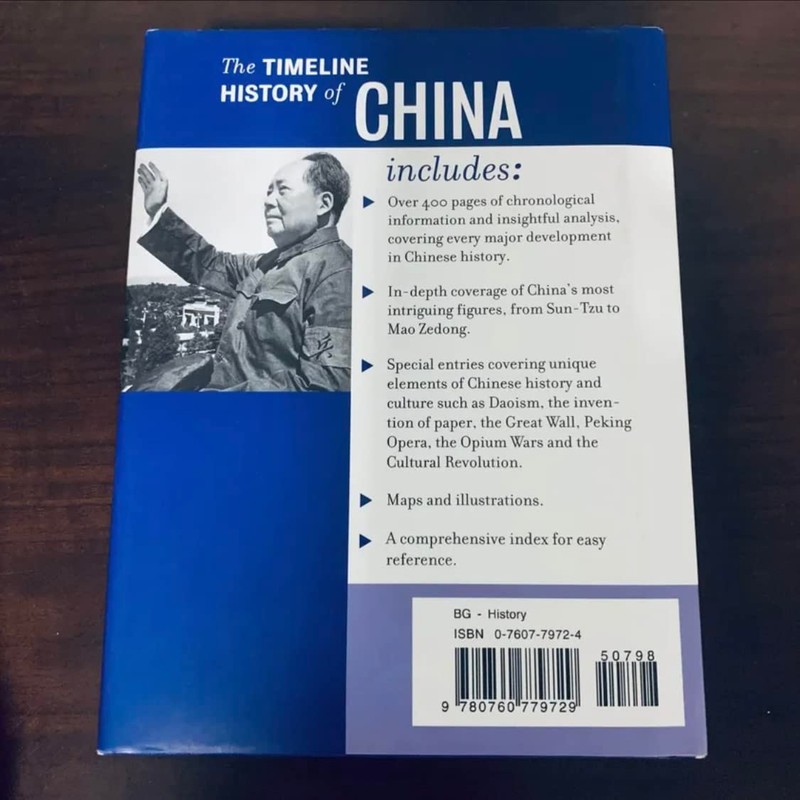 The TIMELINE
HISTORY of CHINA
includes:
Over 400 pages of chronological
information and insightful analysis,
covering every major development
in Chinese history.
In-depth coverage of China's most
intriguing figures, from Sun-Tzu to
Mao Zedong.
Special entries covering unique
elements of Chinese history and
culture such as Daoism, the inven-
tion of paper, the Great Wall, Peking
Opera, the Opium Wars and the
Cultural Revolution.
Maps and illustrations.
A comprehensive index for easy
reference.
兵
BG - History
ISBN 0-7607-7972-4
50798
9 780760 779729